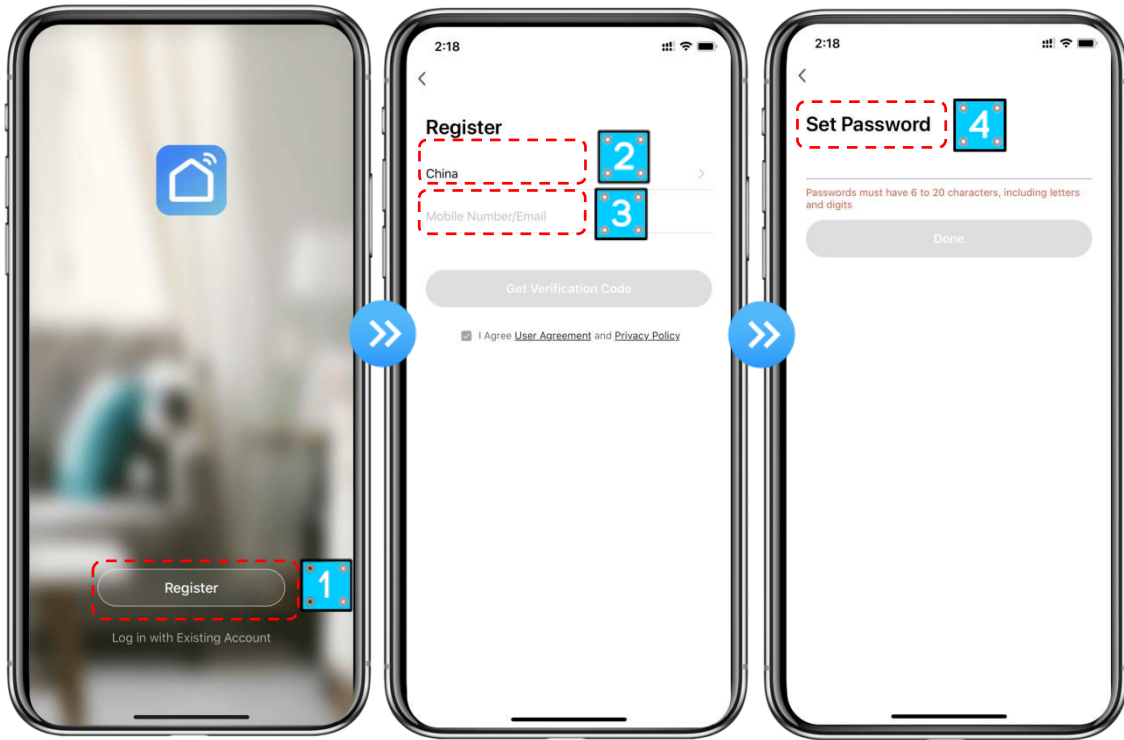 Register
1
Log in with Existing Account
2:18
Register
2
China
3
Mobile Number/Email
Get Verification Code
I Agree User Agreement and Privacy Policy
2:18
Set Password
4
Passwords must have 6 to 20 characters, including letters
and digits
Done